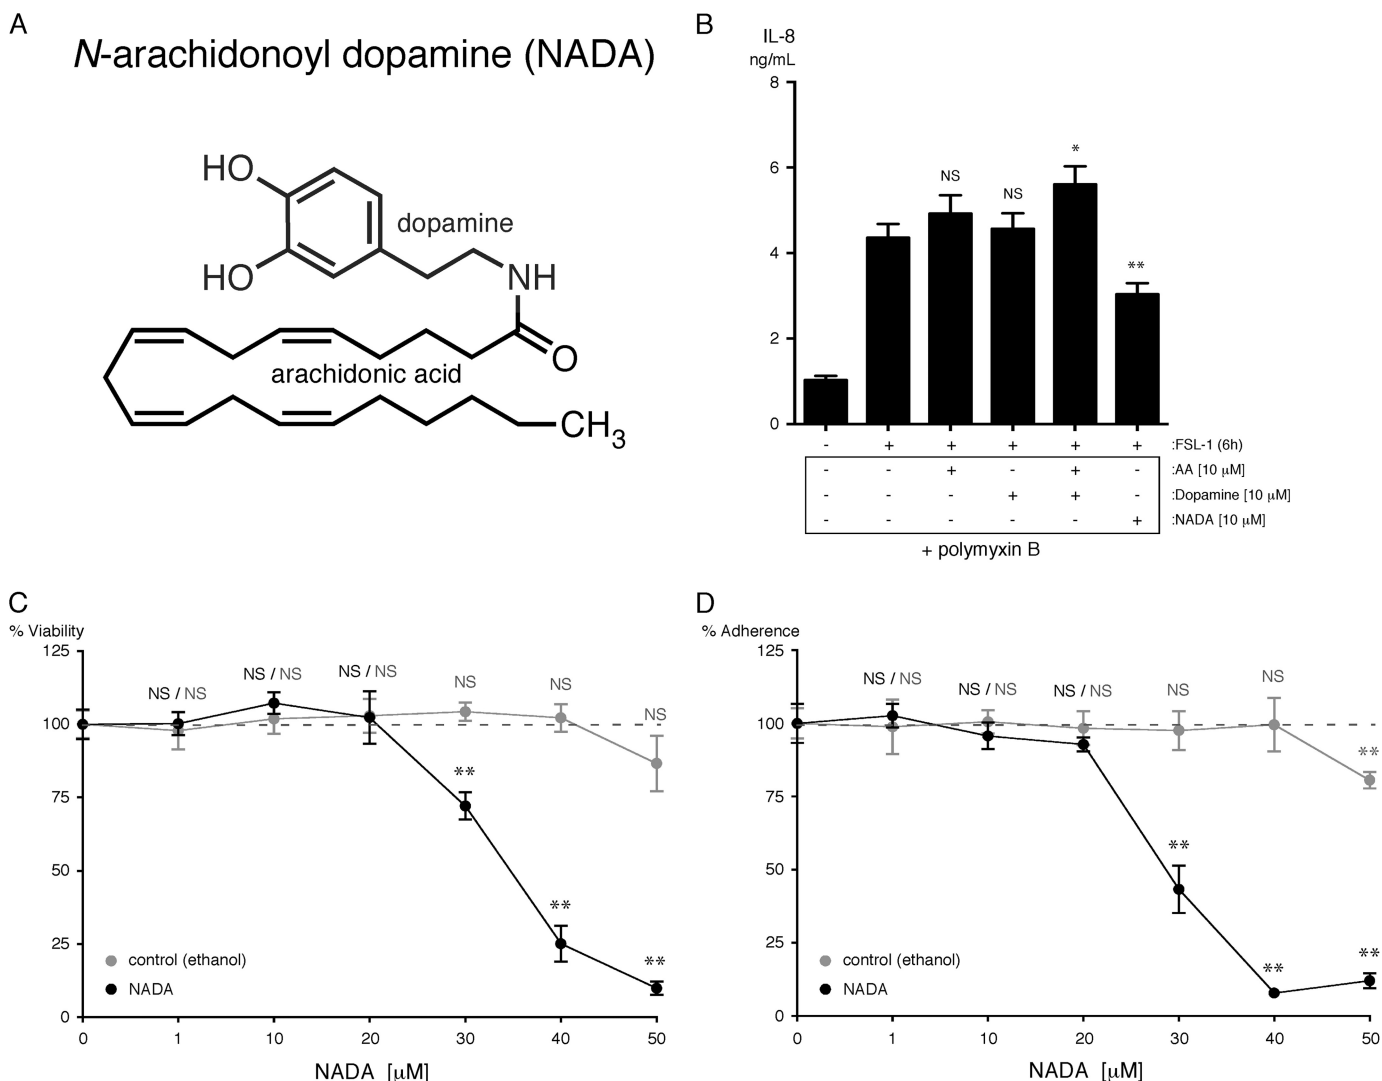 A
N-arachidonoyl dopamine (NADA)
HO
HO
dopamine
NH
O
arachidonic acid
CH3
B
IL-8
ng/mL
8
6
4
2
0
NS
NS
*
**
- + + + + + :FSL-1 (6h)
- - + - + - :AA [10 µM]
- - - + + - :Dopamine [10 µM]
- - - - - + :NADA [10 µM]
+ polymyxin B
C
% Viability
125
100
75
50
25
0
NS / NS
NS / NS
NS / NS
NS
NS
NS
**
**
**
control (ethanol)
NADA
0 1 10 20 30 40 50
NADA [µM]
D
% Adherence
125
100
75
50
25
0
NS / NS
NS / NS
NS / NS
NS
NS
**
**
**
**
control (ethanol)
NADA
0 1 10 20 30 40 50
NADA [µM]